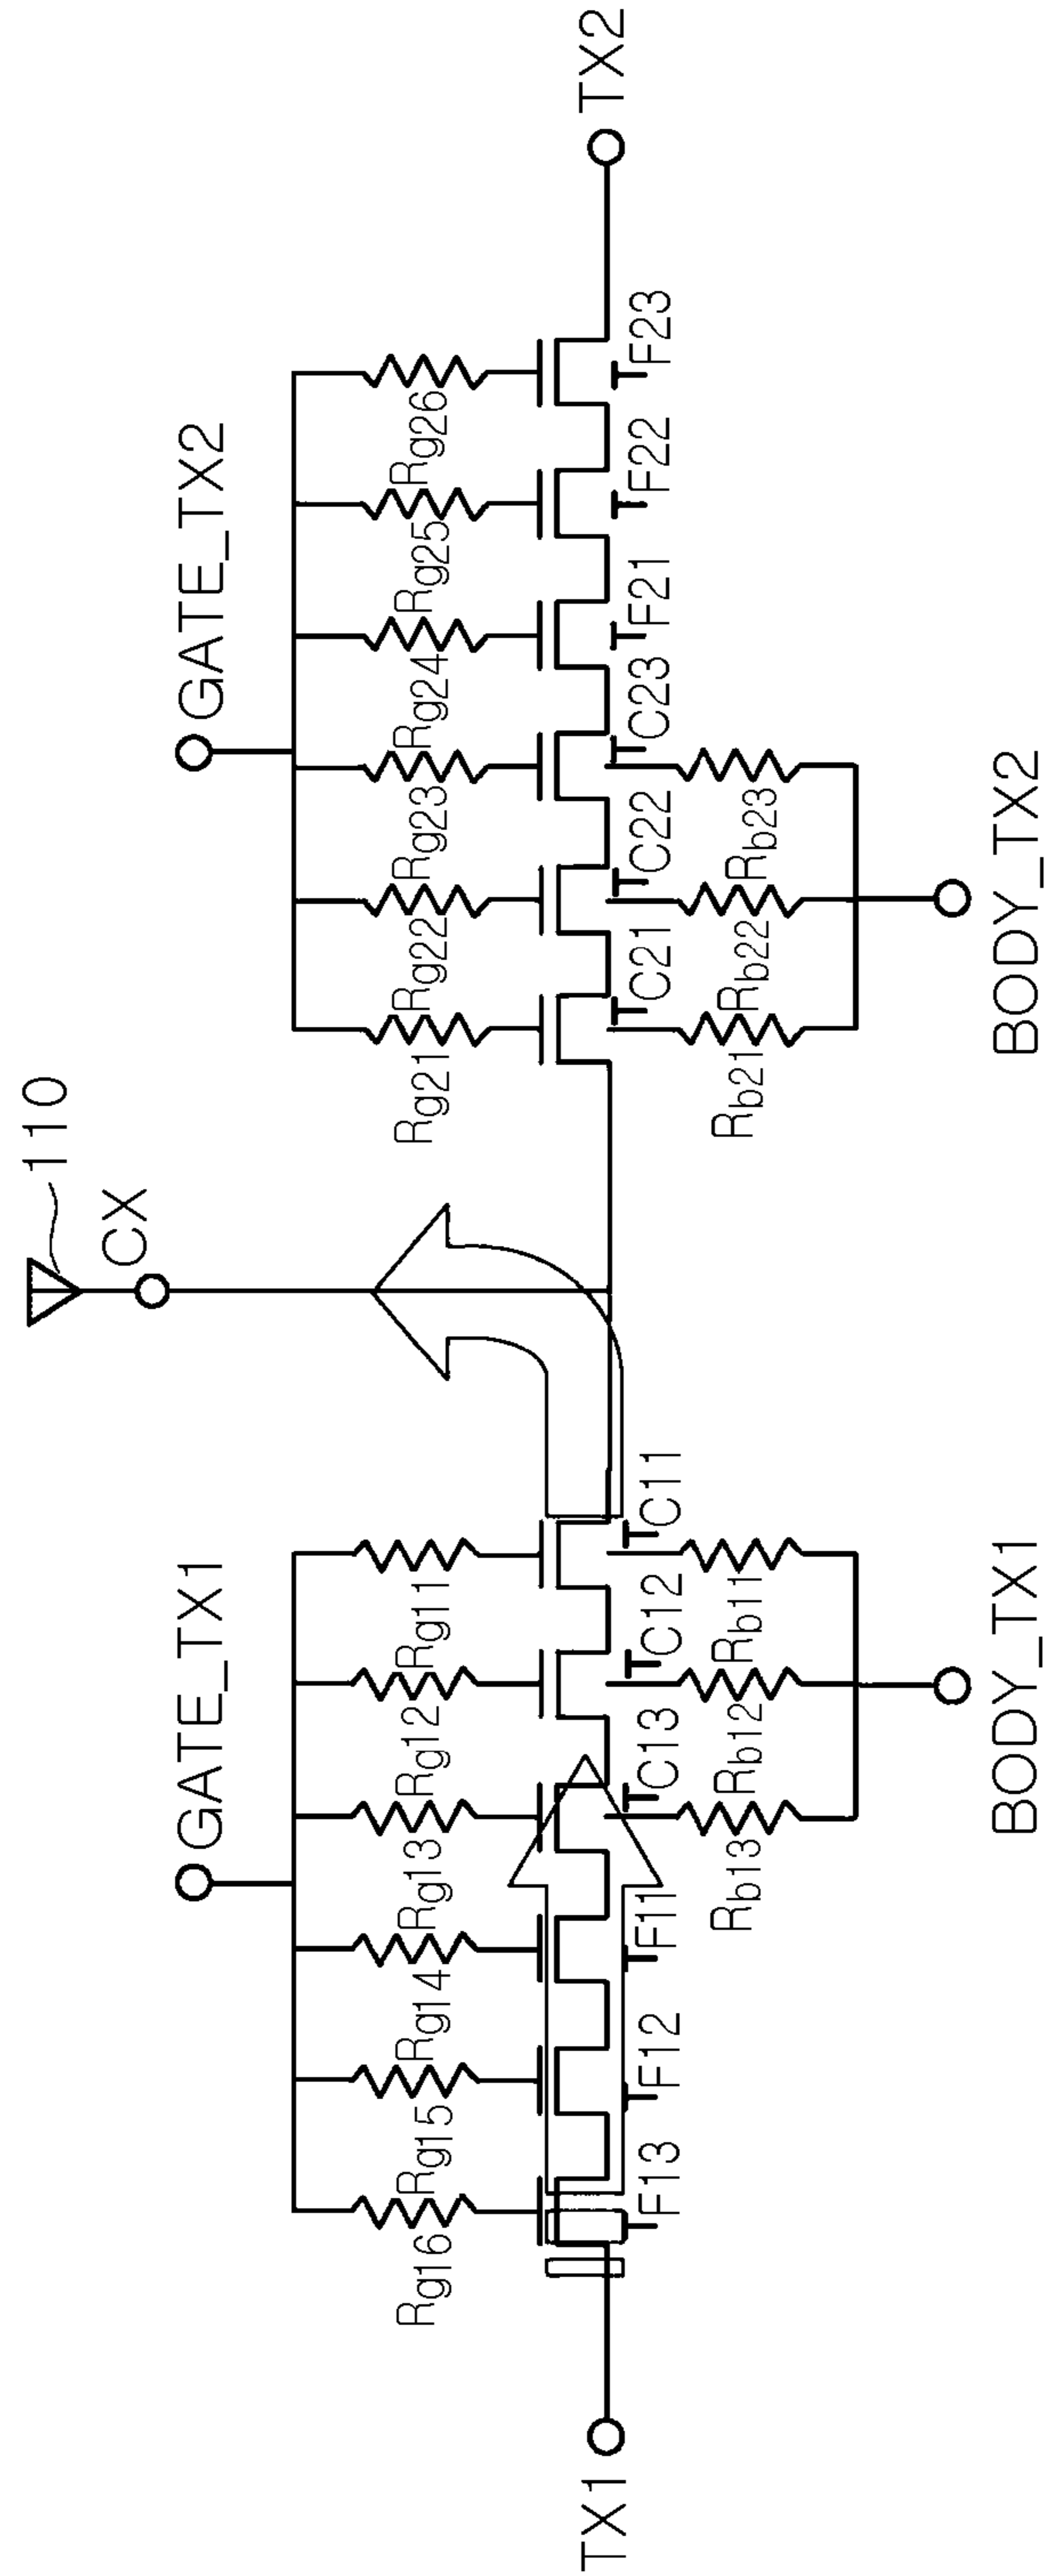 110
CX
GATE_TX1
GATE_TX2
Rg16
Rg15
Rg14
Rg13
Rg12
Rg11
Rg21
Rg22
Rg23
Rg24
Rg25
Rg26
TX1
TX2
F13
F12
F11
C13
C12
C11
C21
C22
C23
F21
F22
F23
Rb13
Rb12
Rb11
Rb21
Rb22
Rb23
BODY_TX1
BODY_TX2